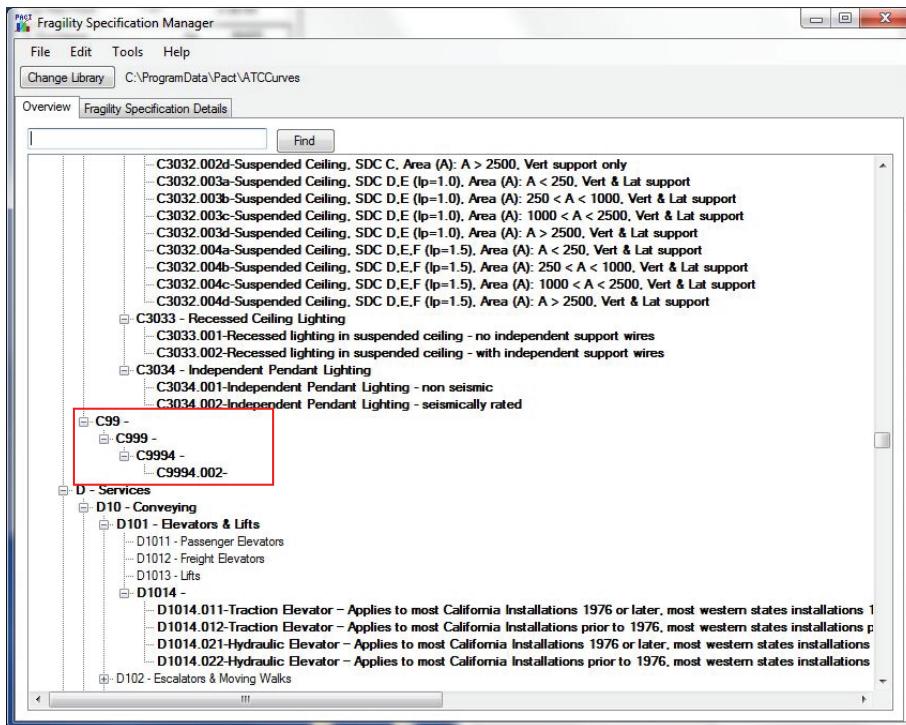 PACT Fragility Specification Manager
File Edit Tools Help
Change Library C:\ProgramData\Pact\ATCCurves
Overview Fragility Specification Details
Find
C3032.002d-Suspended Ceiling, SDC C, Area (A): A > 2500, Vert support only
C3032.003a-Suspended Ceiling, SDC D,E (Ip=1.0), Area (A): A < 250, Vert & Lat support
C3032.003b-Suspended Ceiling, SDC D,E (Ip=1.0), Area (A): 250 < A < 1000, Vert & Lat support
C3032.003c-Suspended Ceiling, SDC D,E (Ip=1.0), Area (A): 1000 < A < 2500, Vert & Lat support
C3032.003d-Suspended Ceiling, SDC D,E (Ip=1.0), Area (A): A > 2500, Vert & Lat support
C3032.004a-Suspended Ceiling, SDC D,E,F (Ip=1.5), Area (A): A < 250, Vert & Lat support
C3032.004b-Suspended Ceiling, SDC D,E,F (Ip=1.5), Area (A): 250 < A < 1000, Vert & Lat support
C3032.004c-Suspended Ceiling, SDC D,E,F (Ip=1.5), Area (A): 1000 < A < 2500, Vert & Lat support
C3032.004d-Suspended Ceiling, SDC D,E,F (Ip=1.5), Area (A): A > 2500, Vert & Lat support
C3033 - Recessed Ceiling Lighting
C3033.001-Recessed lighting in suspended ceiling - no independent support wires
C3033.002-Recessed lighting in suspended ceiling - with independent support wires
C3034 - Independent Pendant Lighting
C3034.001-Independent Pendant Lighting - non seismic
C3034.002-Independent Pendant Lighting - seismically rated
C99 -
C999 -
C9994 -
C9994.002-
D - Services
D10 - Conveying
D101 - Elevators & Lifts
D1011 - Passenger Elevators
D1012 - Freight Elevators
D1013 - Lifts
D1014 -
D1014.011-Traction Elevator – Applies to most California Installations 1976 or later, most western states installations 1
D1014.012-Traction Elevator – Applies to most California Installations prior to 1976, most western states installations p
D1014.021-Hydraulic Elevator – Applies to most California Installations 1976 or later, most western states installations
D1014.022-Hydraulic Elevator – Applies to most California Installations prior to 1976, most western states installations
D102 - Escalators & Moving Walks